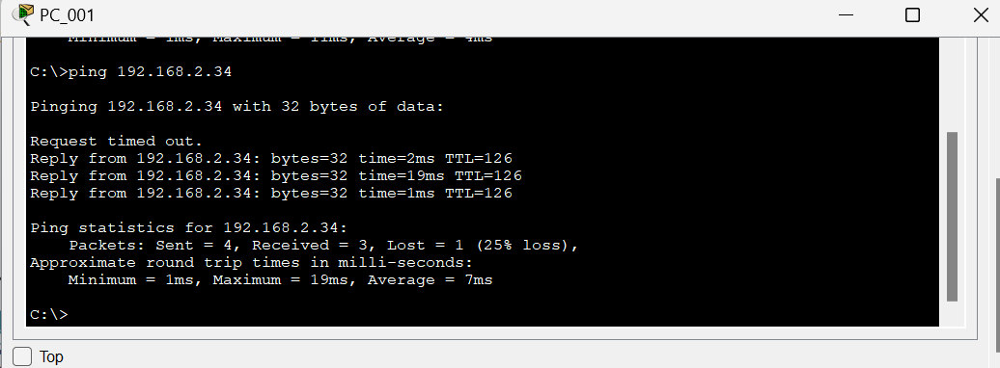 PC_001
Minimum = 1ms, Maximum = 11ms, Average = 4ms
C:\>ping 192.168.2.34
Pinging 192.168.2.34 with 32 bytes of data:
Request timed out.
Reply from 192.168.2.34: bytes=32 time=2ms TTL=126
Reply from 192.168.2.34: bytes=32 time=19ms TTL=126
Reply from 192.168.2.34: bytes=32 time=1ms TTL=126
Ping statistics for 192.168.2.34:
Packets: Sent = 4, Received = 3, Lost = 1 (25% loss),
Approximate round trip times in milli-seconds:
Minimum = 1ms, Maximum = 19ms, Average = 7ms
C:\>
Top